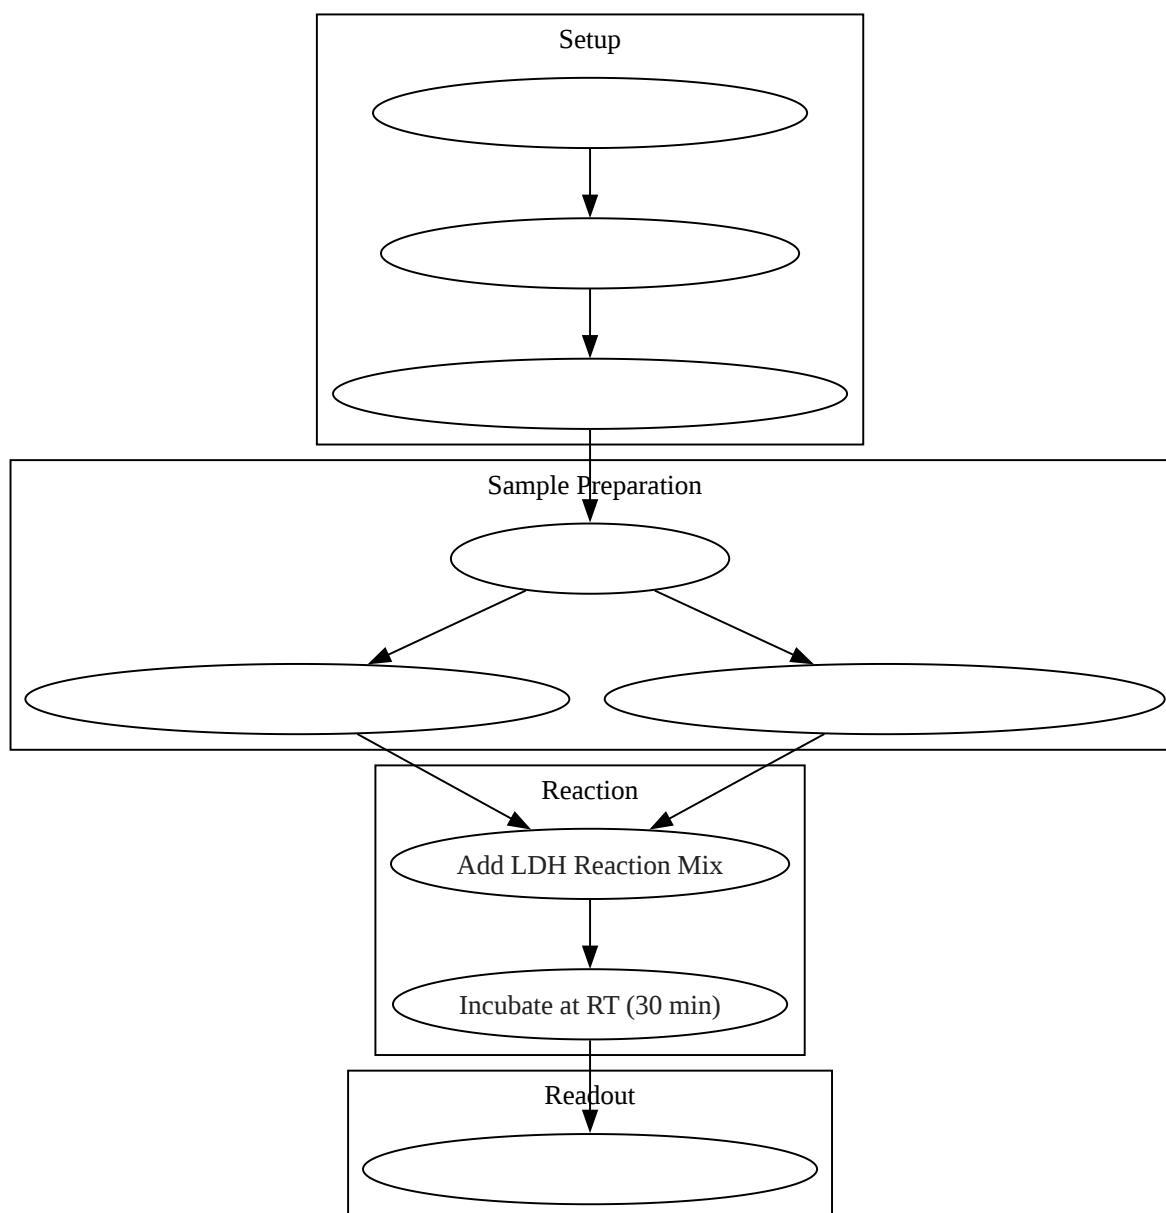 Setup
Sample Preparation
Reaction
Add LDH Reaction Mix
Incubate at RT (30 min)
Readout